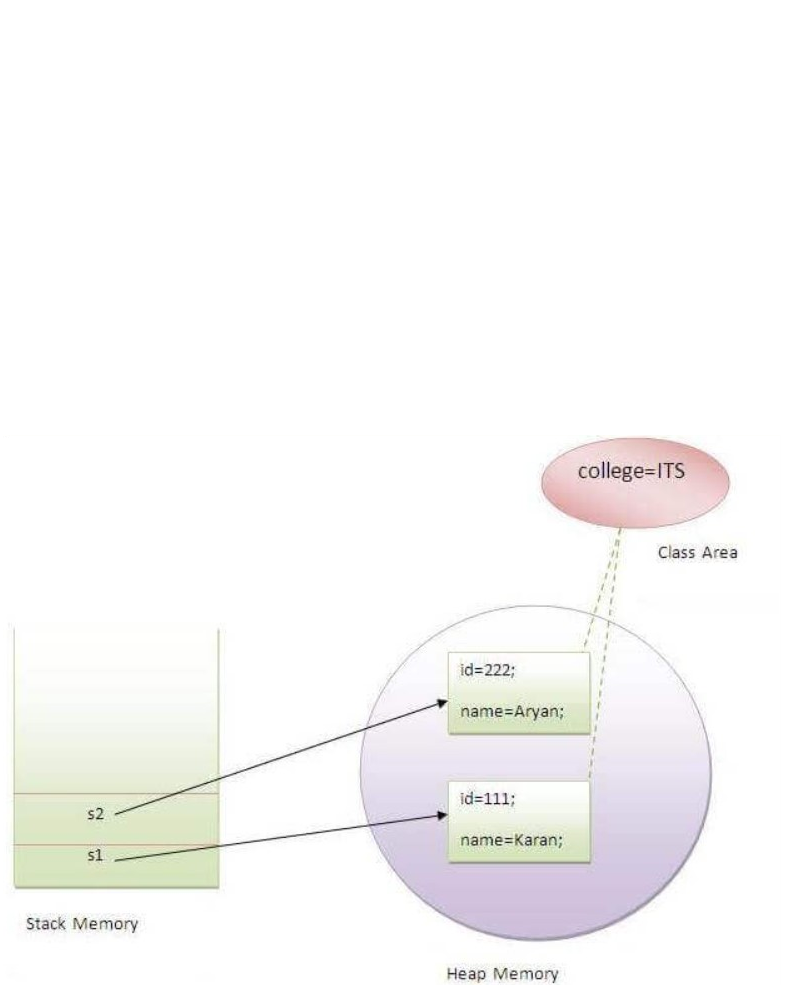 college=ITS
Class Area
id=222;
name=Aryan;
id=111;
name=Karan;
s2
s1
Stack Memory
Heap Memory